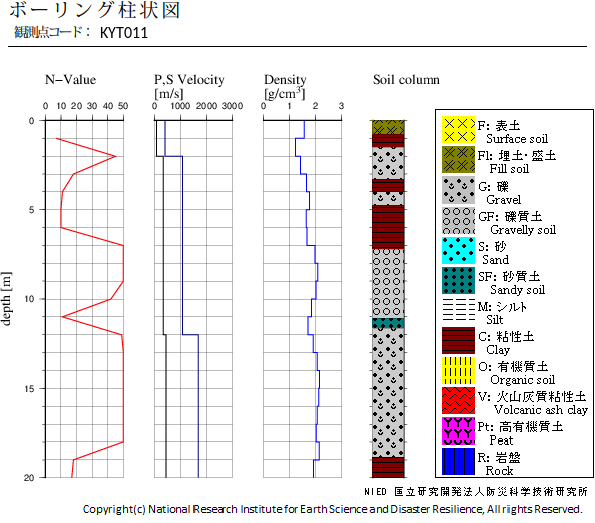 ボーリング柱状図
観測点コード： KYT011
N−Value
P,S Velocity
[m/s]
Density
[g/cm³]
Soil column
0 10 20 30 40 50
0 1000 2000 3000
0 1 2 3
0
5
10
15
20
depth [m]
F: 表土
Surface soil
Fl: 埋土・盛土
Fill soil
G: 礫
Gravel
GF: 礫質土
Gravelly soil
S: 砂
Sand
SF: 砂質土
Sandy soil
M: シルト
Silt
C: 粘性土
Clay
O: 有機質土
Organic soil
V: 火山灰質粘性土
Volcanic ash clay
Pt: 高有機質土
Peat
R: 岩盤
Rock
NIED 国立研究開発法人防災科学技術研究所
Copyright(c) National Research Institute for Earth Science and Disaster Resilience, All rights Reserved.